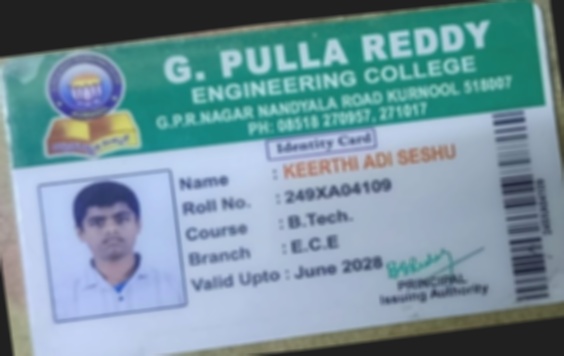 G. PULLA REDDY
ENGINEERING COLLEGE
G.P.R.NAGAR NANDYALA ROAD KURNOOL 518007
PH: 08518 270957, 271017
Identity Card
Name : KEERTHI ADI SESHU
Roll No. : 249XA04109
Course : B.Tech.
Branch : E.C.E
Valid Upto : June 2028
PRINCIPAL
Issuing Authority